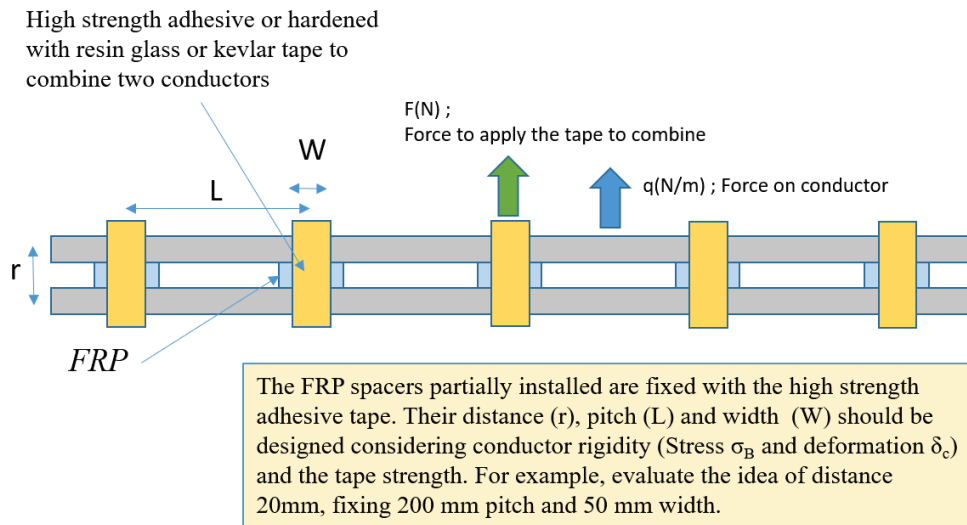 High strength adhesive or hardened
with resin glass or kevlar tape to
combine two conductors
F(N) ;
Force to apply the tape to combine
W
L
q(N/m) ; Force on conductor
r
FRP
The FRP spacers partially installed are fixed with the high strength
adhesive tape. Their distance (r), pitch (L) and width  (W) should be
designed considering conductor rigidity (Stress σB and deformation δc)
and the tape strength. For example, evaluate the idea of distance
20mm, fixing 200 mm pitch and 50 mm width.